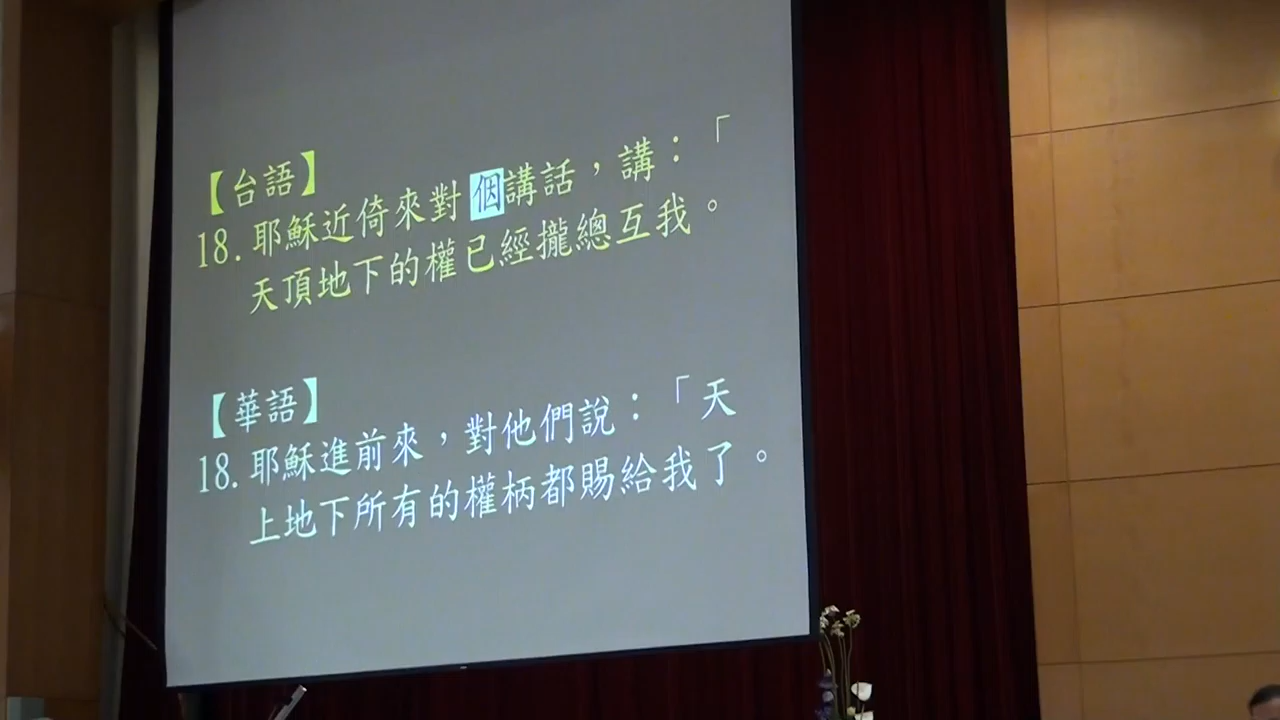 【台語】
18. 耶穌近倚來對𪜶講話，講：「
天頂地下的權已經攏總互我。
【華語】
18. 耶穌進前來，對他們說：「天
上地下所有的權柄都賜給我了。